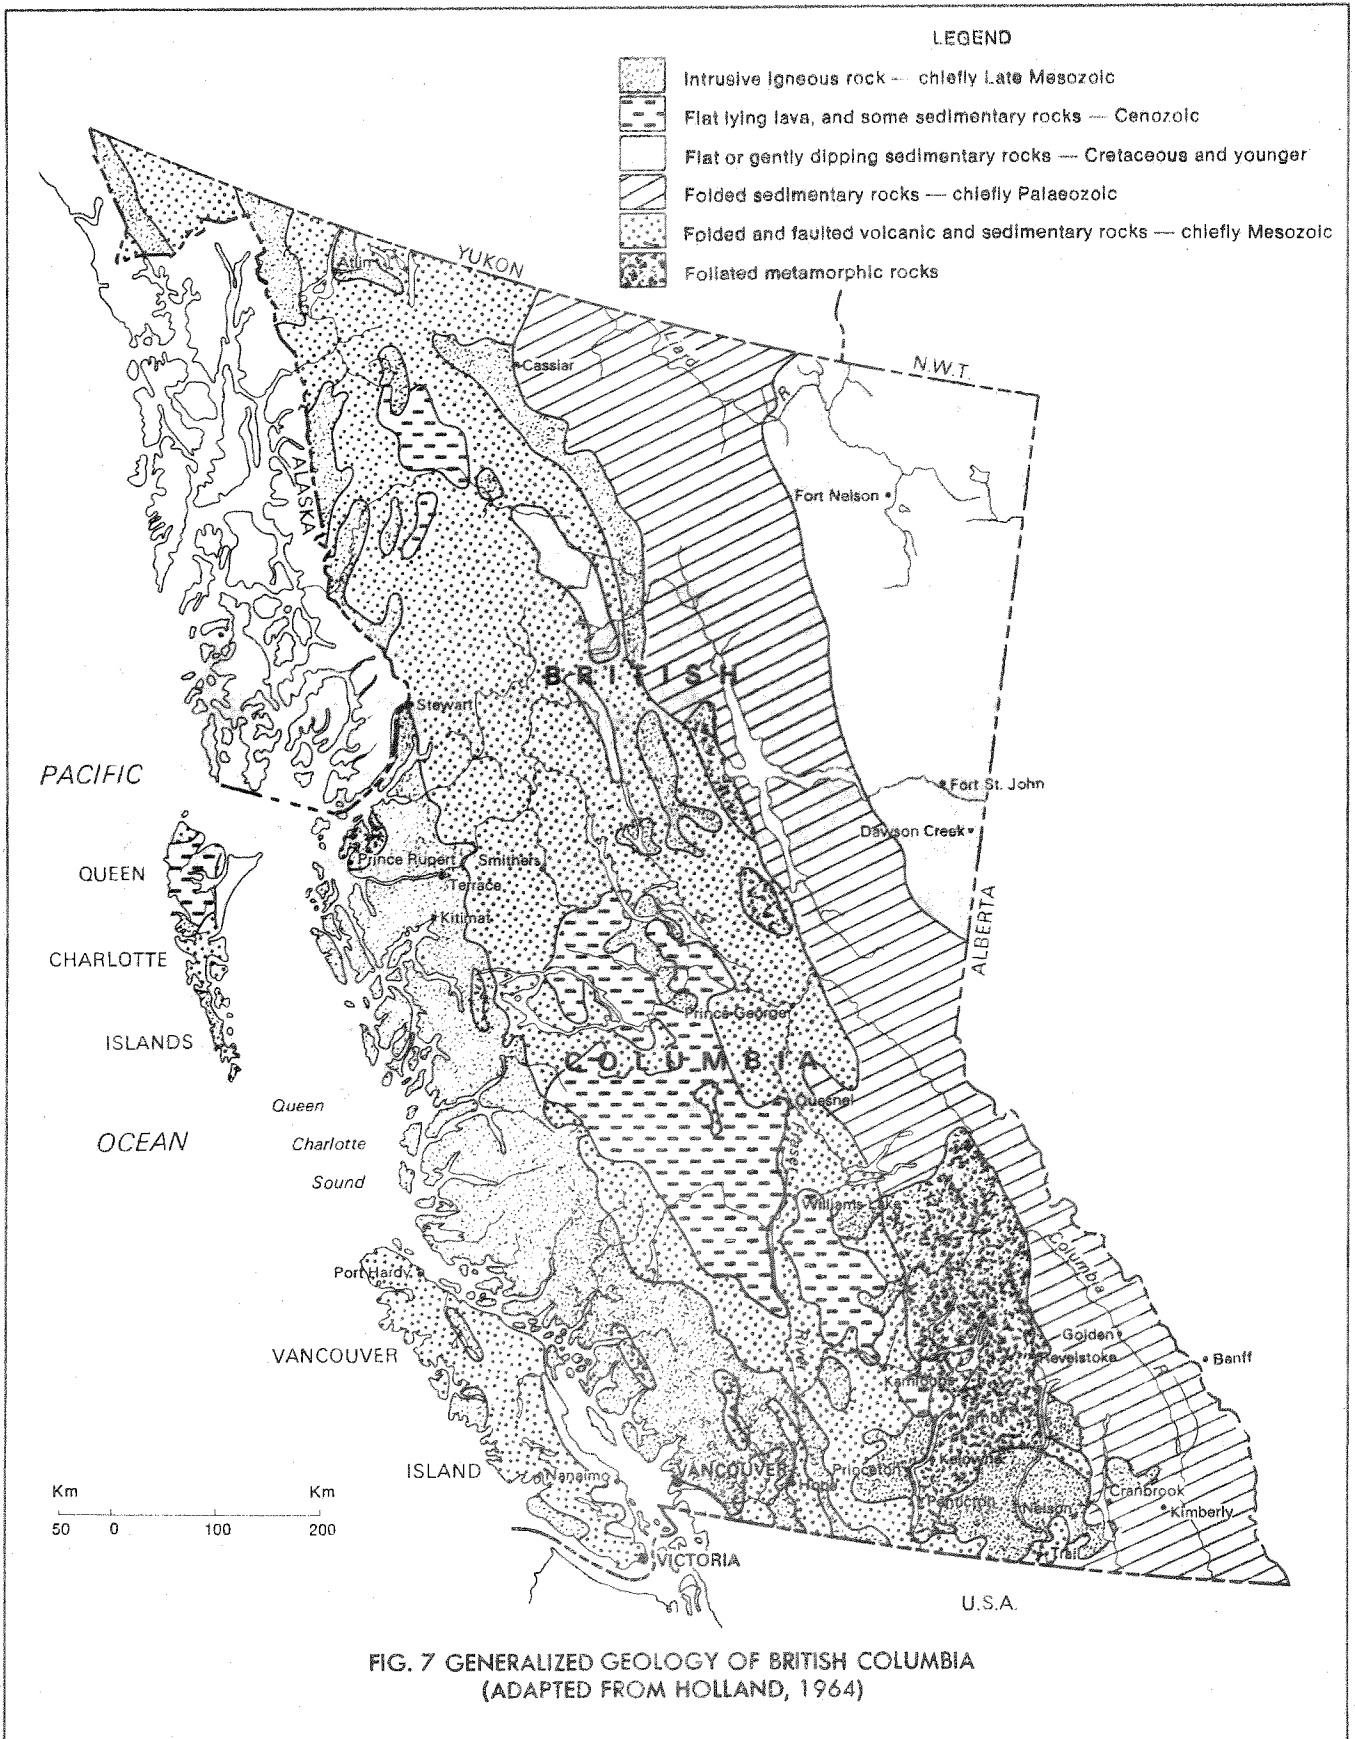 LEGEND
Intrusive igneous rock — chiefly Late Mesozoic
Flat lying lava, and some sedimentary rocks — Cenozoic
Flat or gently dipping sedimentary rocks — Cretaceous and younger
Folded sedimentary rocks — chiefly Palaeozoic
Folded and faulted volcanic and sedimentary rocks — chiefly Mesozoic
Foliated metamorphic rocks
YUKON
Atlin
Liard
R
N.W.T.
Cassiar
ALASKA
Fort Nelson
BRITISH
Stewart
PACIFIC
Fort St. John
Dawson Creek
QUEEN
Prince Rupert
Smithers
Terrace
Kitimat
ALBERTA
CHARLOTTE
Prince George
ISLANDS
COLUMBIA
Queen
Quesnel
OCEAN
Charlotte
Fraser
Sound
Williams Lake
Columbia
Port Hardy
VANCOUVER
River
Golden
Revelstoke
Banff
R
Kamloops
Vernon
ISLAND
Nanaimo
VANCOUVER
Hope
Princeton
Kelowna
Penticton
Nelson
Cranbrook
Kimberly
Km
Km
50 0 100 200
VICTORIA
Trail
U.S.A.
FIG. 7 GENERALIZED GEOLOGY OF BRITISH COLUMBIA
(ADAPTED FROM HOLLAND, 1964)